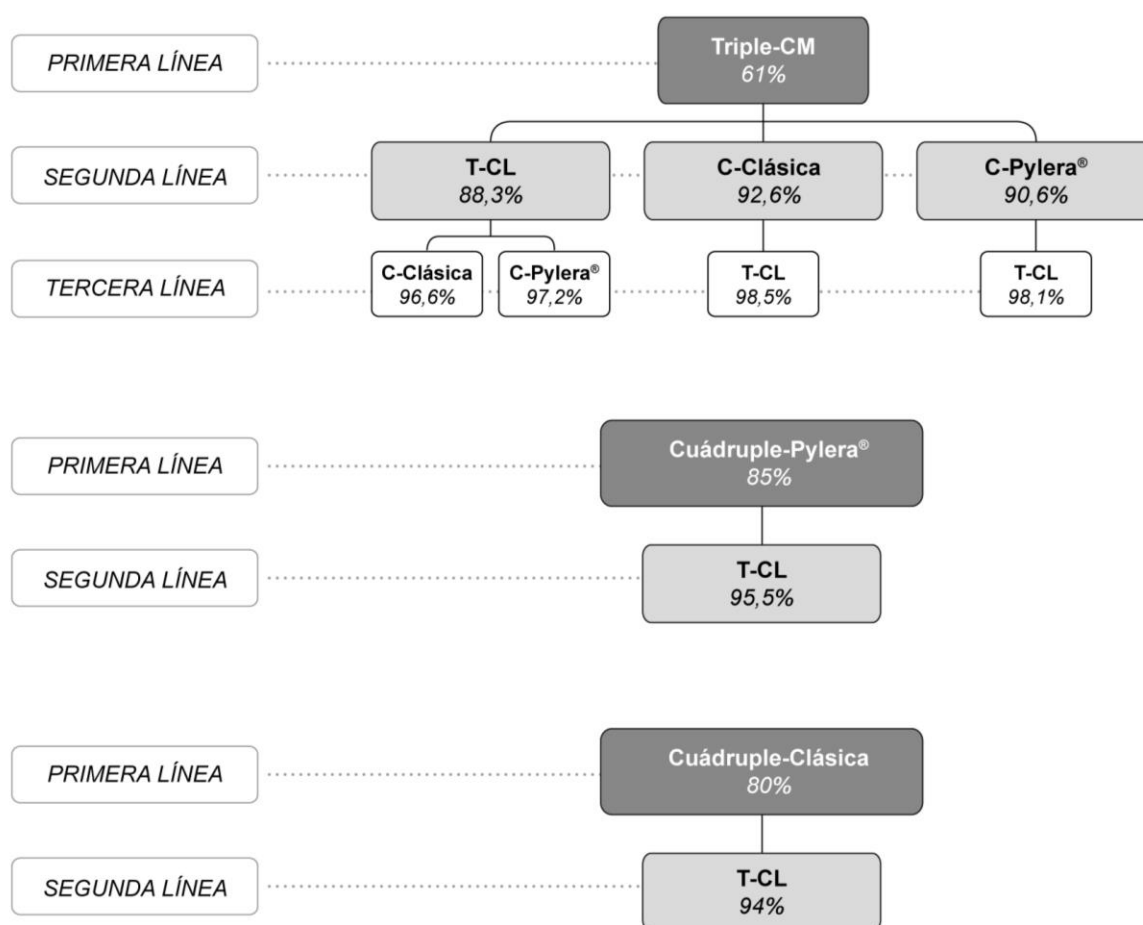 PRIMERA LÍNEA
Triple-CM
61%
SEGUNDA LÍNEA
T-CL
88,3%
C-Clásica
92,6%
C-Pylera®
90,6%
TERCERA LÍNEA
C-Clásica
96,6%
C-Pylera®
97,2%
T-CL
98,5%
T-CL
98,1%
PRIMERA LÍNEA
Cuádruple-Pylera®
85%
SEGUNDA LÍNEA
T-CL
95,5%
PRIMERA LÍNEA
Cuádruple-Clásica
80%
SEGUNDA LÍNEA
T-CL
94%